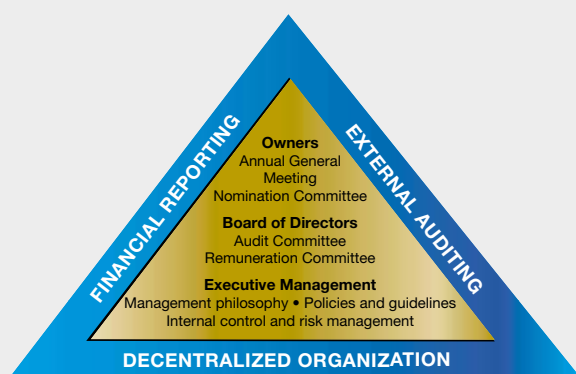 FINANCIAL REPORTING
EXTERNAL AUDITING
Owners
Annual General
Meeting
Nomination Committee
Board of Directors
Audit Committee
Remuneration Committee
Executive Management
Management philosophy • Policies and guidelines
Internal control and risk management
DECENTRALIZED ORGANIZATION